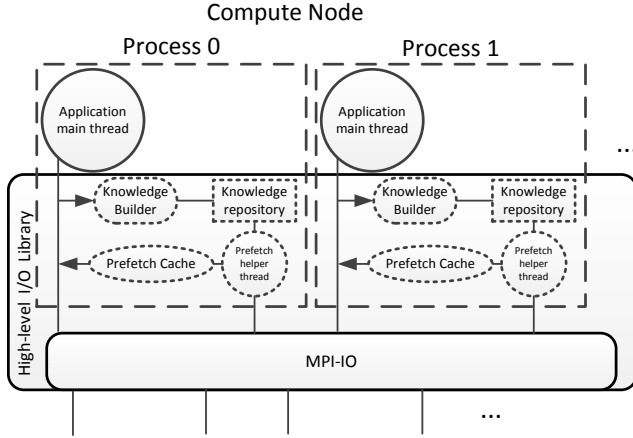 Compute Node
Process 0
Process 1
Application
main thread
Application
main thread
...
Knowledge
Builder
Knowledge
repository
Knowledge
Builder
Knowledge
repository
Prefetch Cache
Prefetch
helper
thread
Prefetch Cache
Prefetch
helper
thread
High-level I/O Library
MPI-IO
...